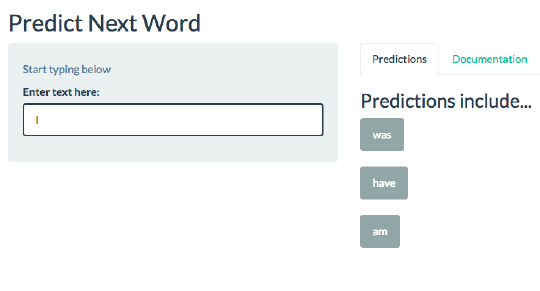 Predict Next Word
Start typing below
Enter text here:
I
Predictions Documentation
Predictions include...
was
have
am